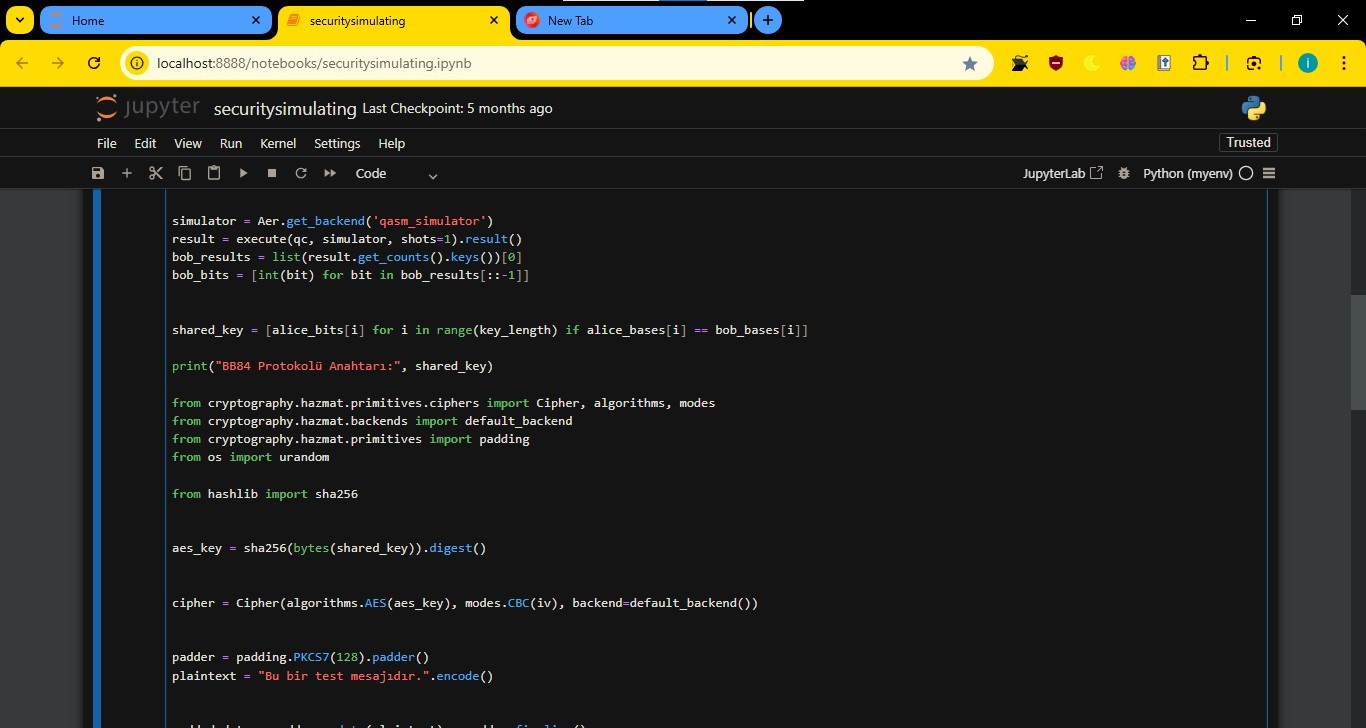 Home
securitysimulating
New Tab
localhost:8888/notebooks/securitysimulating.ipynb
i
jupyter securitysimulating Last Checkpoint: 5 months ago
File Edit View Run Kernel Settings Help
Trusted
Code
JupyterLab
Python (myenv)
simulator = Aer.get_backend('qasm_simulator')
result = execute(qc, simulator, shots=1).result()
bob_results = list(result.get_counts().keys())[0]
bob_bits = [int(bit) for bit in bob_results[::-1]]
shared_key = [alice_bits[i] for i in range(key_length) if alice_bases[i] == bob_bases[i]]
print("BB84 Protokolü Anahtarı:", shared_key)
from cryptography.hazmat.primitives.ciphers import Cipher, algorithms, modes
from cryptography.hazmat.backends import default_backend
from cryptography.hazmat.primitives import padding
from os import urandom
from hashlib import sha256
aes_key = sha256(bytes(shared_key)).digest()
cipher = Cipher(algorithms.AES(aes_key), modes.CBC(iv), backend=default_backend())
padder = padding.PKCS7(128).padder()
plaintext = "Bu bir test mesajıdır.".encode()